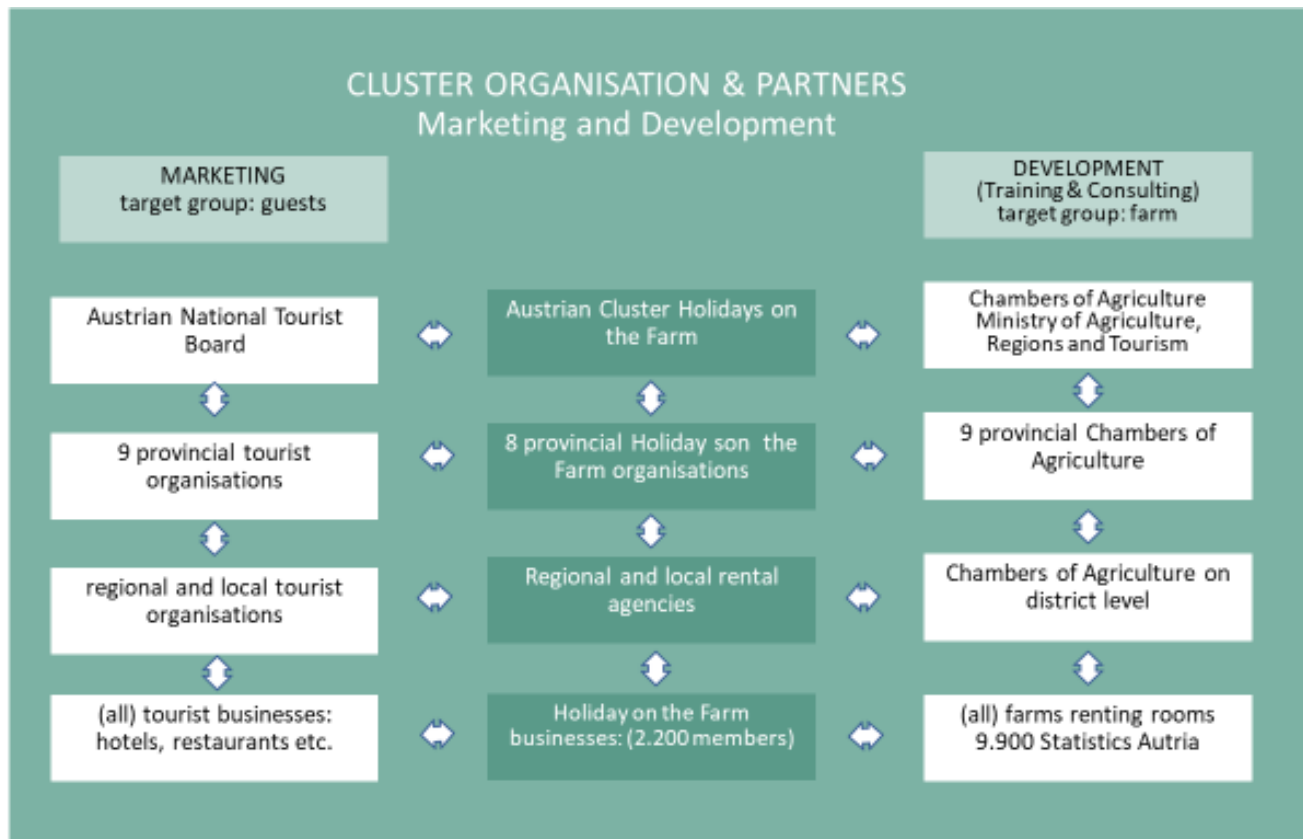 CLUSTER ORGANISATION & PARTNERS
Marketing and Development
MARKETING
target group: guests
DEVELOPMENT
(Training & Consulting)
target group: farm
Austrian National Tourist
Board
Austrian Cluster Holidays on
the Farm
Chambers of Agriculture
Ministry of Agriculture,
Regions and Tourism
9 provincial tourist
organisations
8 provincial Holiday son the
Farm organisations
9 provincial Chambers of
Agriculture
regional and local tourist
organisations
Regional and local rental
agencies
Chambers of Agriculture on
district level
(all) tourist businesses:
hotels, restaurants etc.
Holiday on the Farm
businesses: (2.200 members)
(all) farms renting rooms
9.900 Statistics Autria